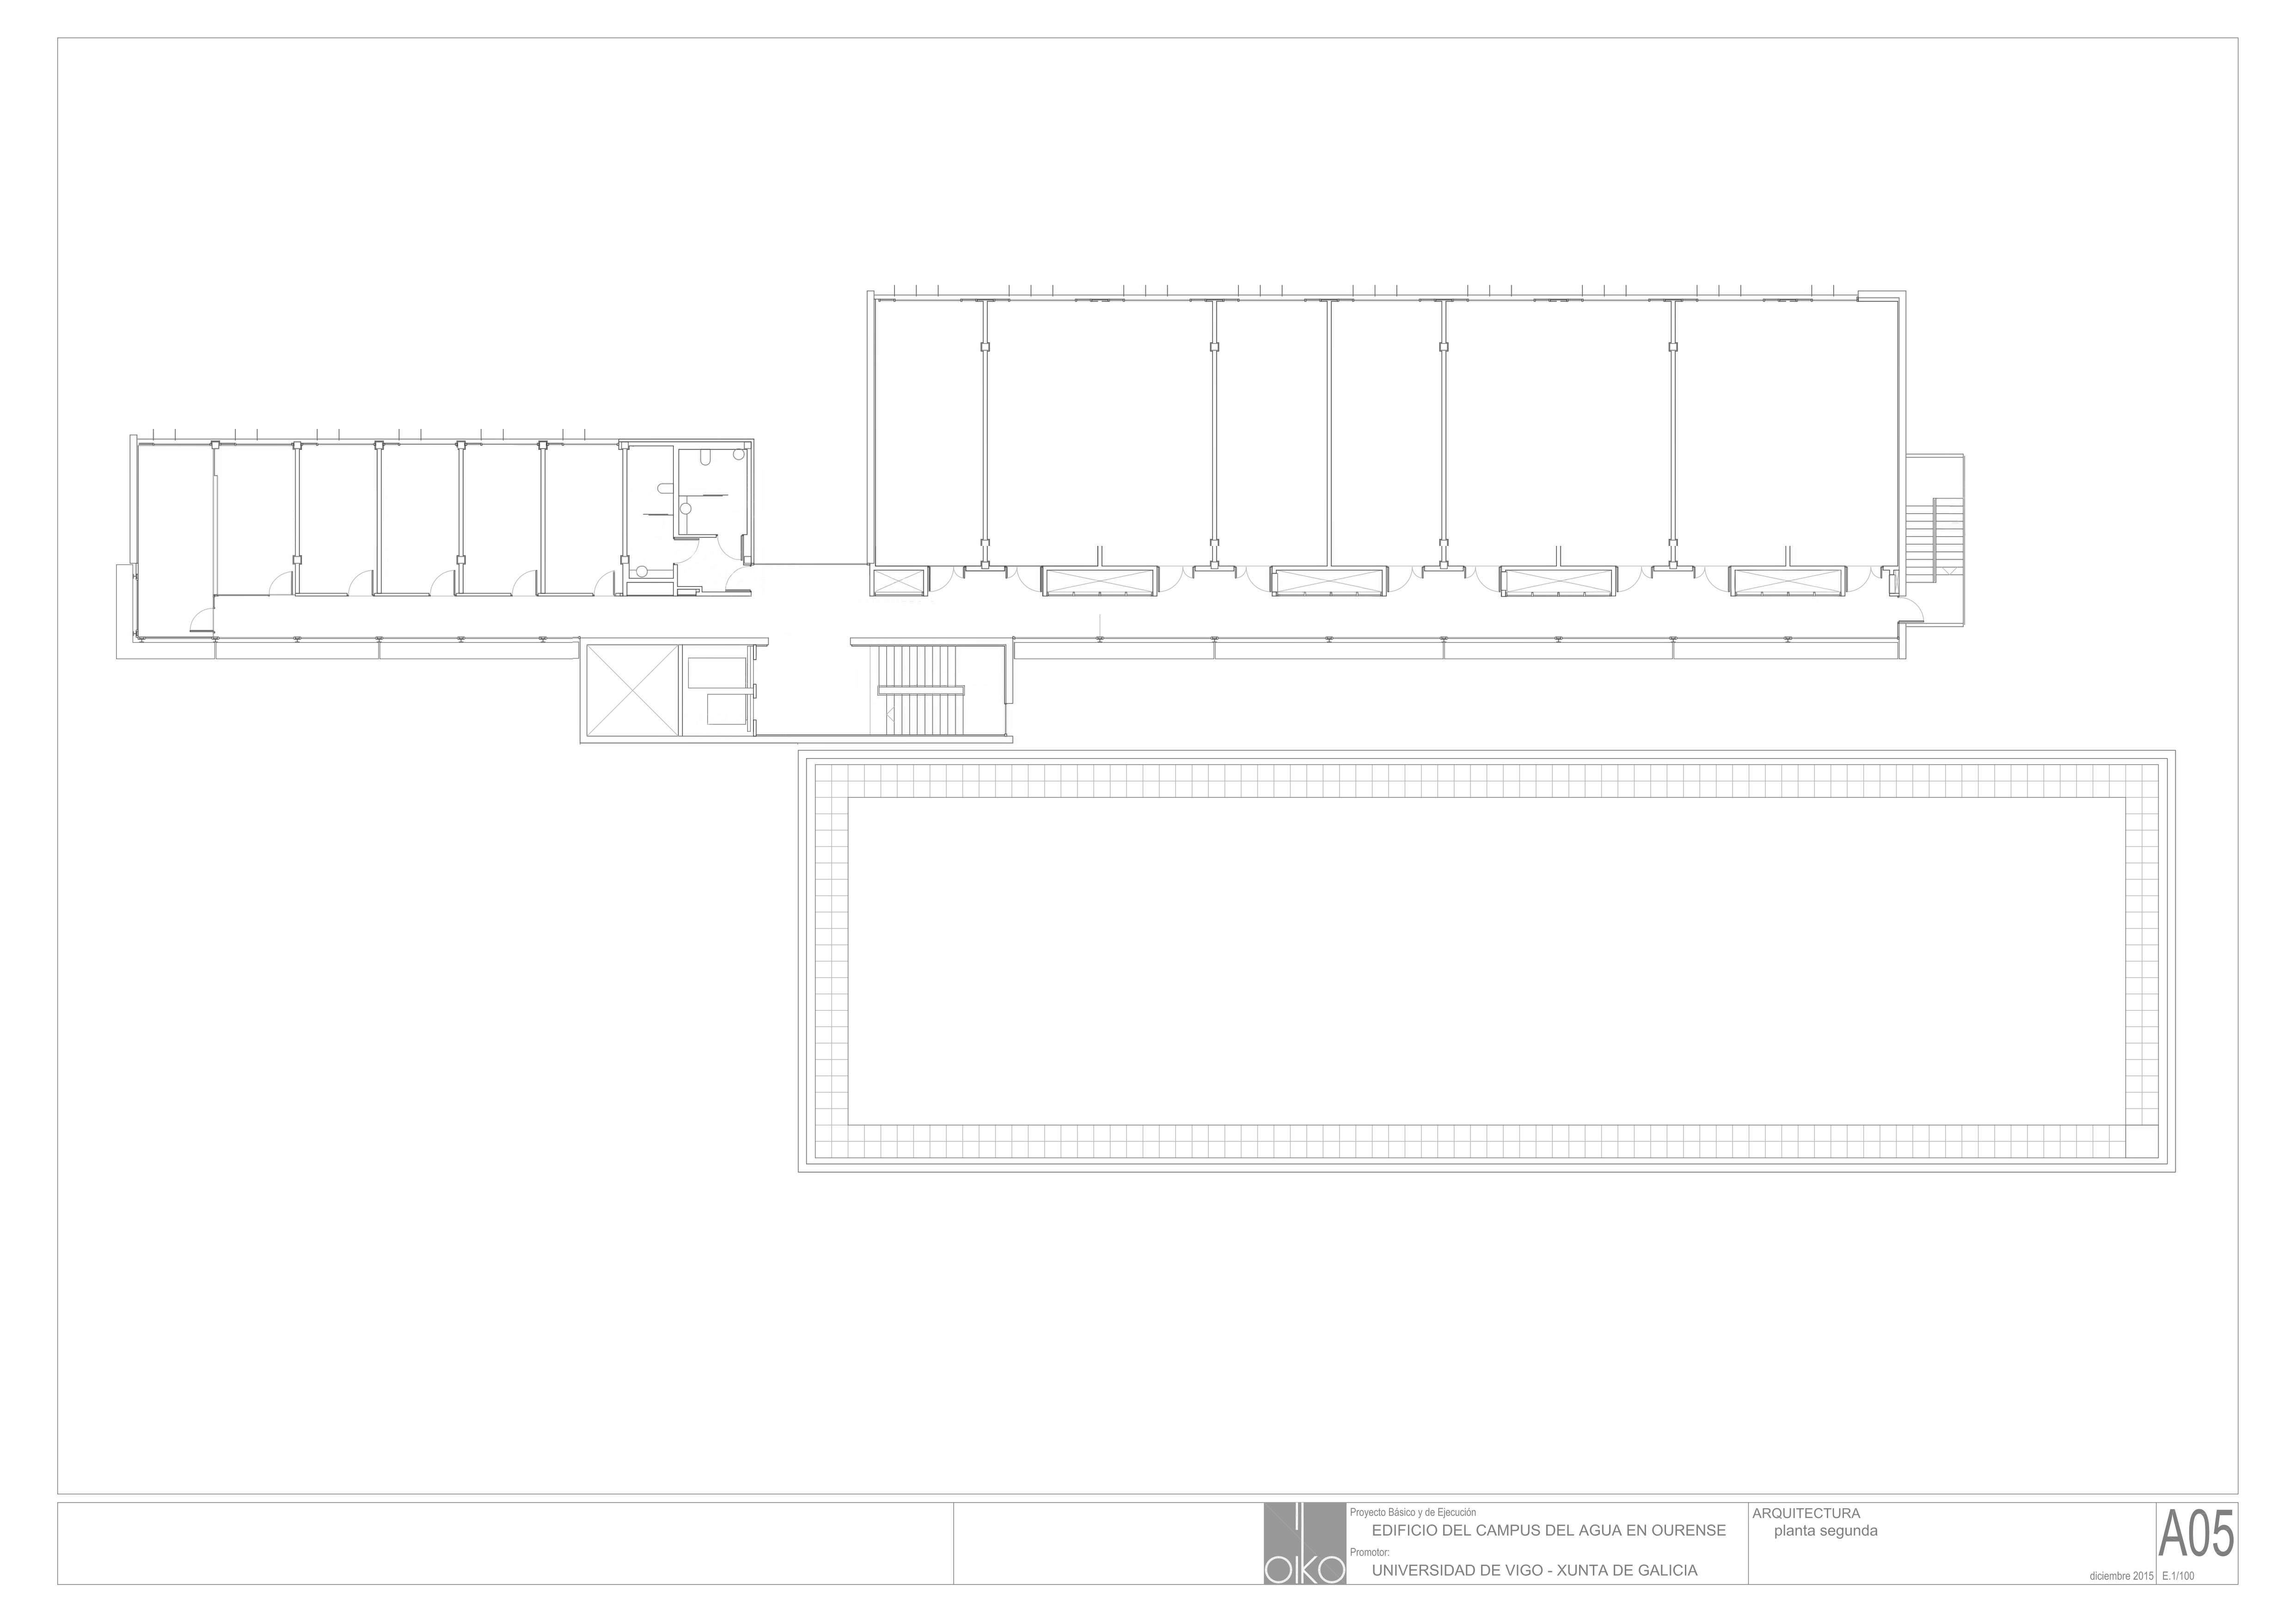 OIKO
Proyecto Básico y de Ejecución
EDIFICIO DEL CAMPUS DEL AGUA EN OURENSE
Promotor:
UNIVERSIDAD DE VIGO - XUNTA DE GALICIA
ARQUITECTURA
planta segunda
A05
diciembre 2015
E.1/100